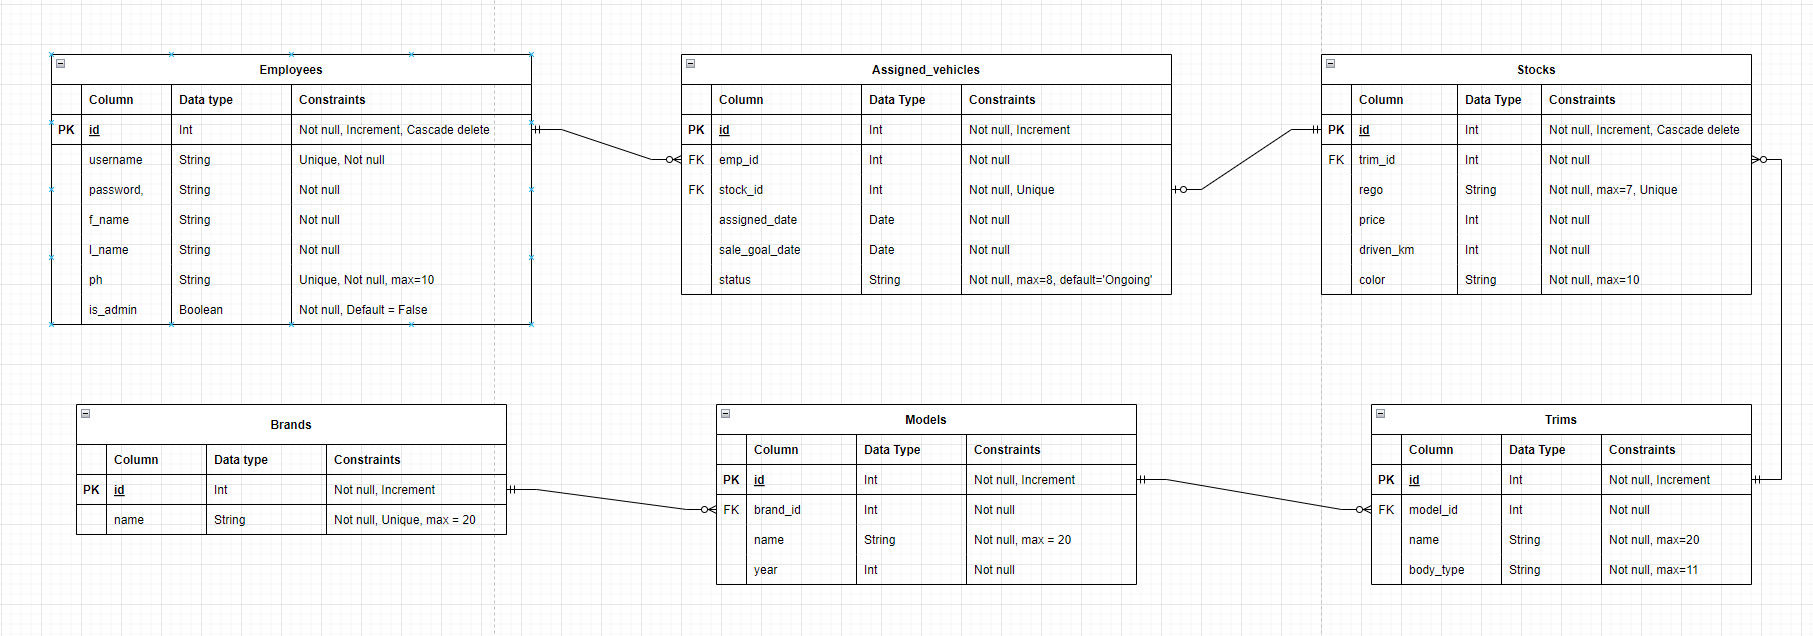 Employees
Column Data type Constraints
PK id Int Not null, Increment, Cascade delete
username String Unique, Not null
password, String Not null
f_name String Not null
l_name String Not null
ph String Unique, Not null, max=10
is_admin Boolean Not null, Default = False
Assigned_vehicles
Column Data Type Constraints
PK id Int Not null, Increment
FK emp_id Int Not null
FK stock_id Int Not null, Unique
assigned_date Date Not null
sale_goal_date Date Not null
status String Not null, max=8, default='Ongoing'
Stocks
Column Data Type Constraints
PK id Int Not null, Increment, Cascade delete
FK trim_id Int Not null
rego String Not null, max=7, Unique
price Int Not null
driven_km Int Not null
color String Not null, max=10
Brands
Column Data type Constraints
PK id Int Not null, Increment
name String Not null, Unique, max = 20
Models
Column Data Type Constraints
PK id Int Not null, Increment
FK brand_id Int Not null
name String Not null, max = 20
year Int Not null
Trims
Column Data Type Constraints
PK id Int Not null, Increment
FK model_id Int Not null
name String Not null, max=20
body_type String Not null, max=11